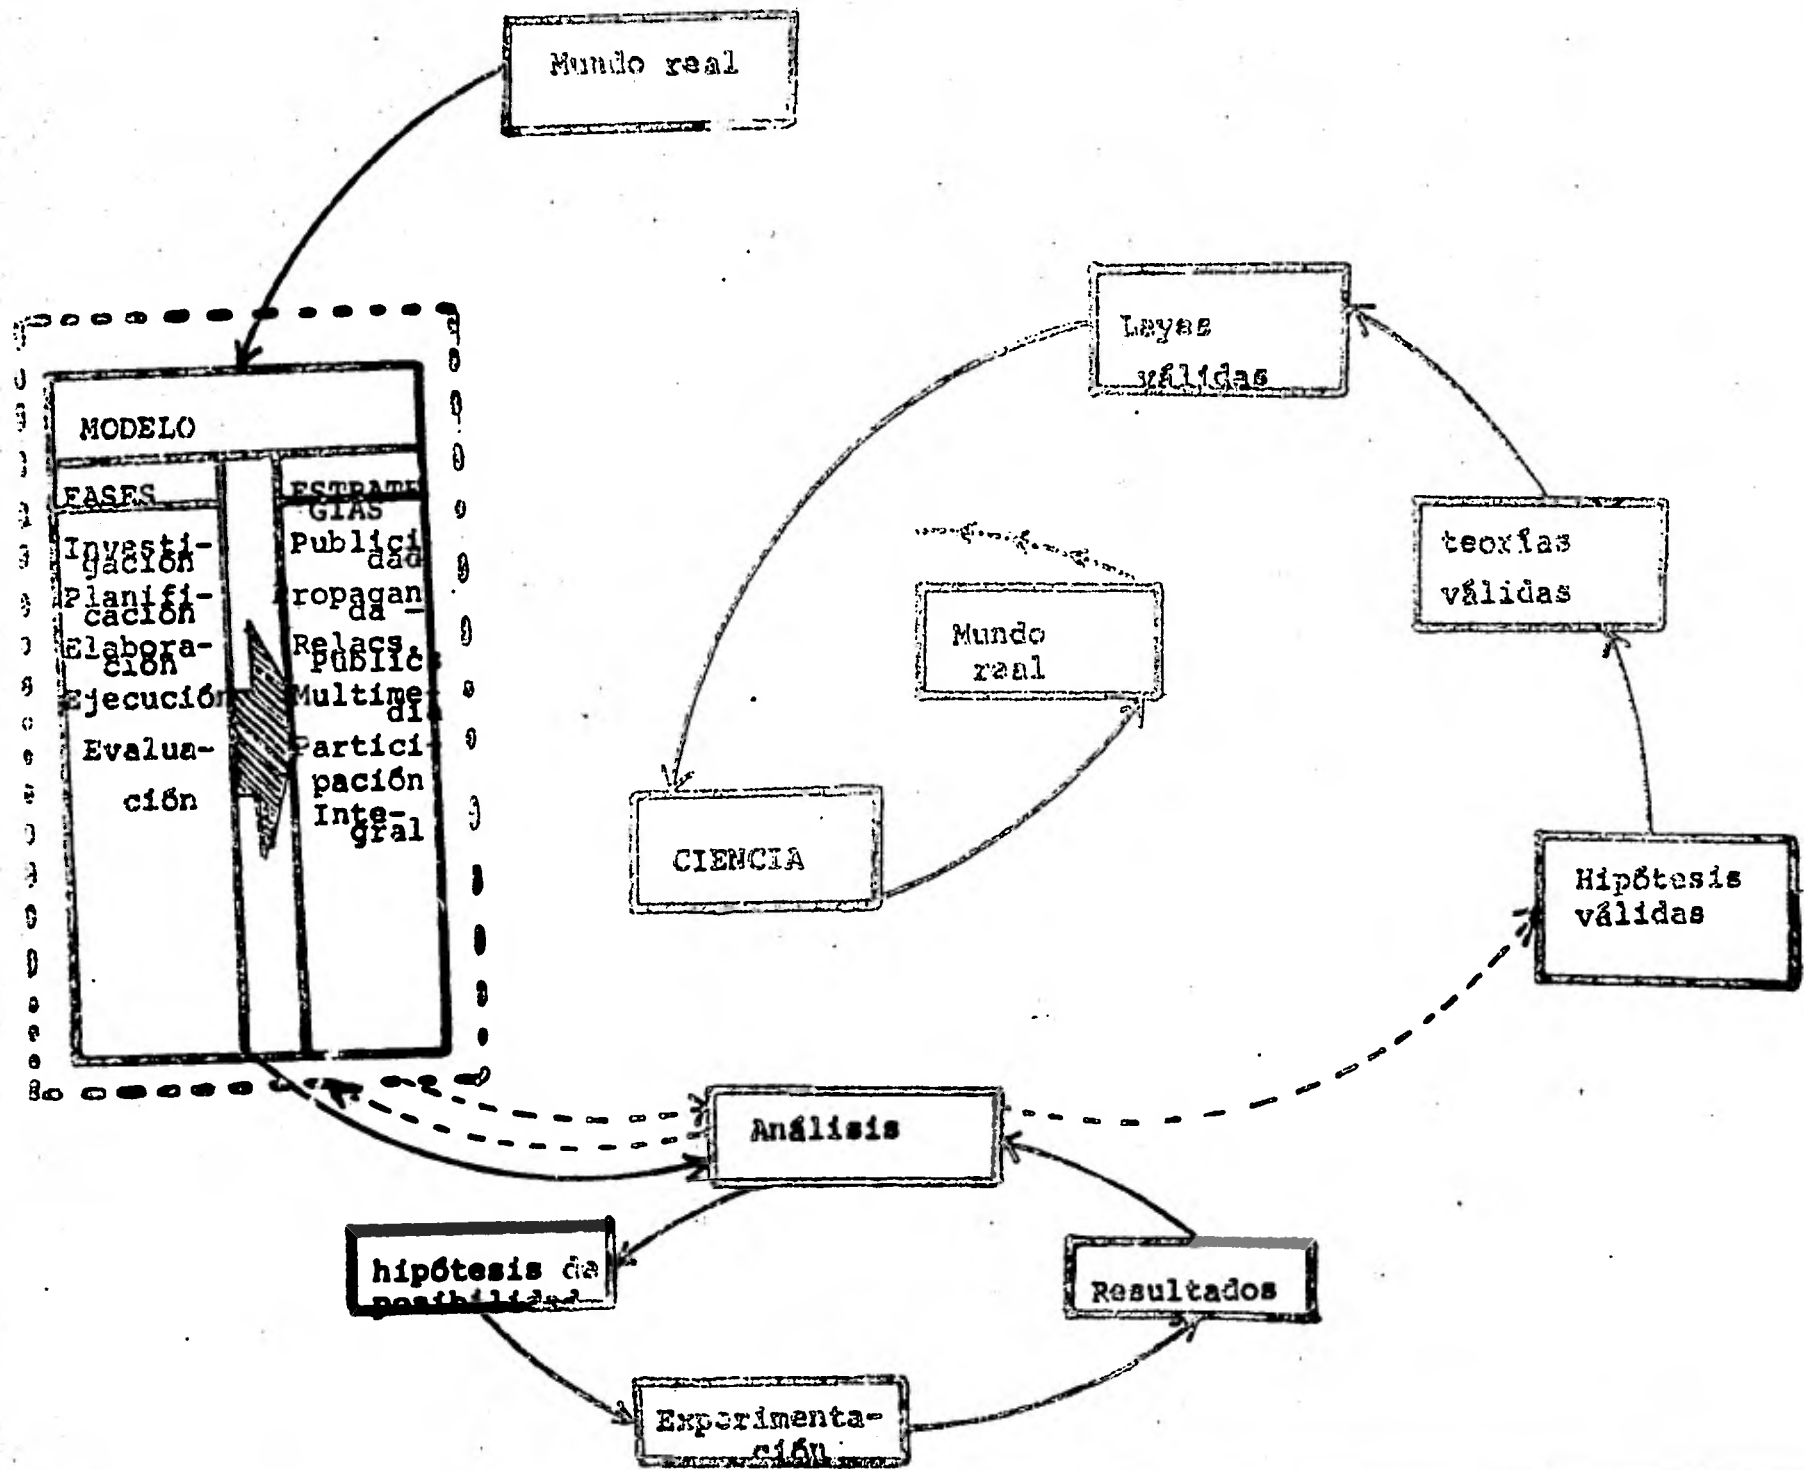 Mundo real
MODELO
FASES
Investi-
gación
Planifi-
cación
Elabora-
ción
Ejecución
Evalua-
ción
ESTRATE
GIAS
Publici
dad
Propagan
da -
Relacs.
Públics
Multime-
dia
Partici-
pación
Inte-
gral
Leyes
válidas
teorías
válidas
Mundo
real
CIENCIA
Hipótesis
válidas
Análisis
hipótesis de
posibilidad
Resultados
Experimenta-
ción